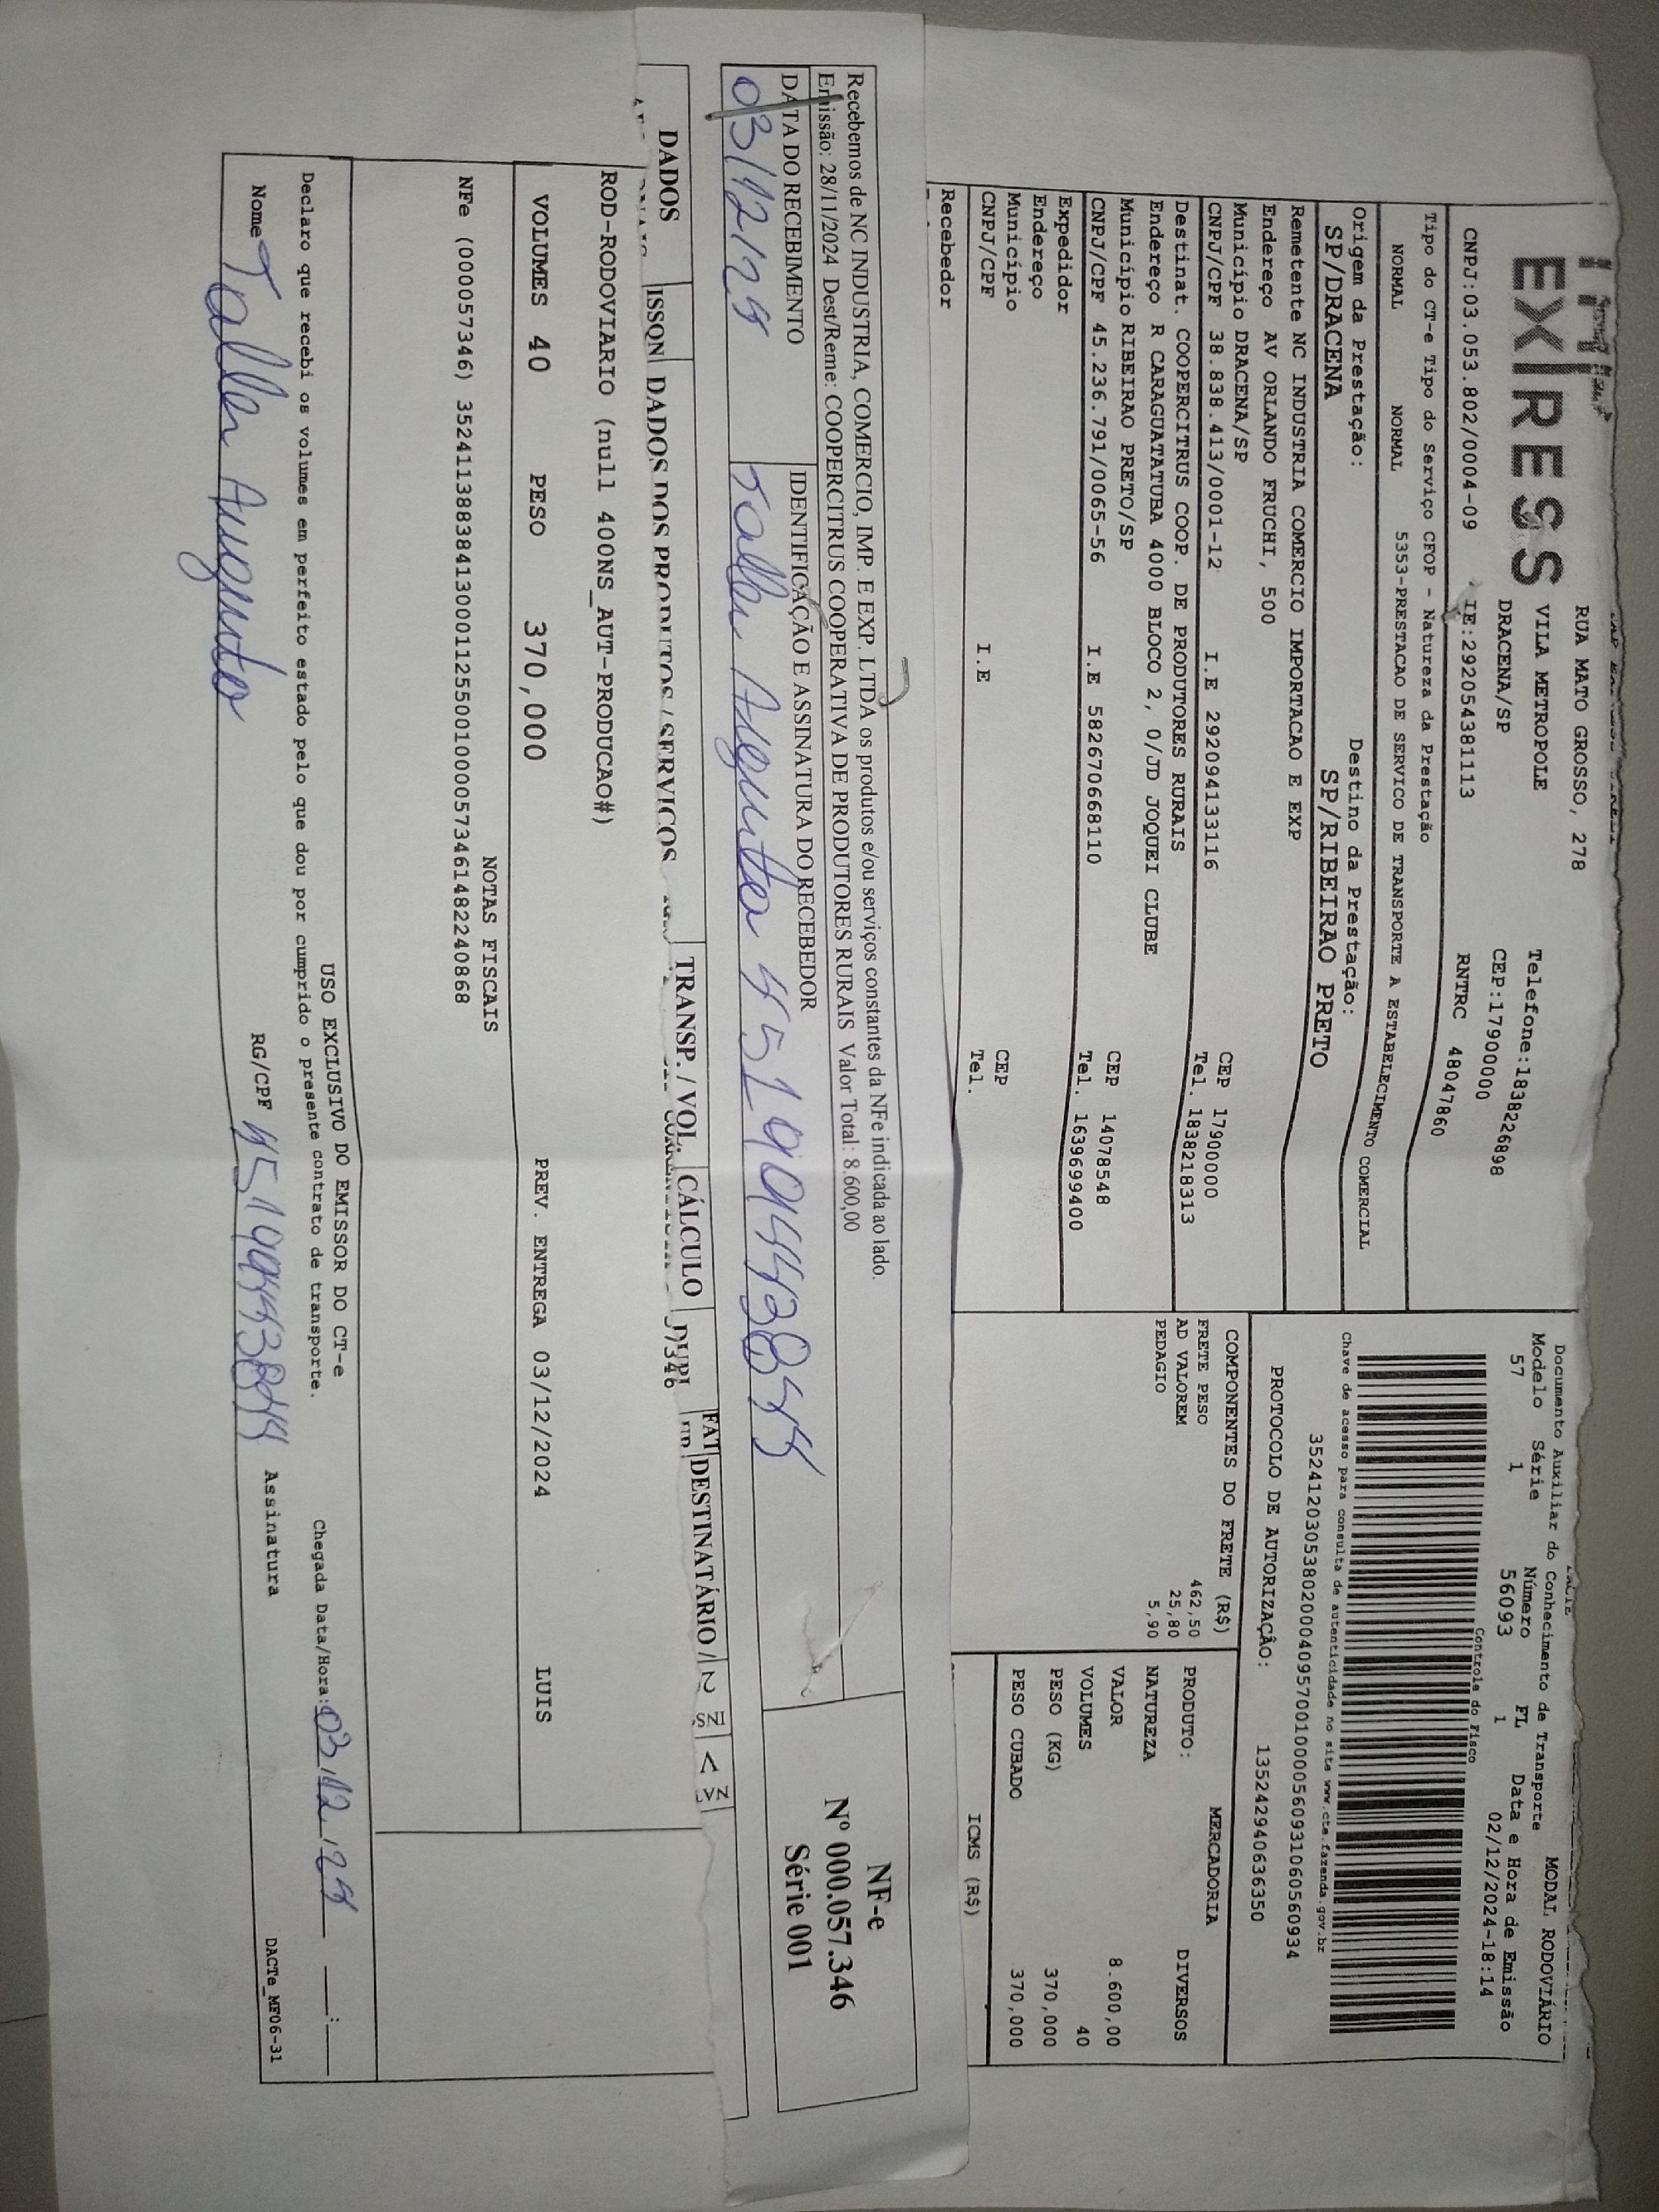 EXPRESS
RUA MATO GROSSO, 278
VILA METROPOLE
DRACENA/SP
Telefone:1838226898
CEP:17900000
CNPJ:03.053.802/0004-09 IE:292054381113 RNTRC 48047860
Tipo do CT-e Tipo do Serviço CFOP - Natureza da Prestação
NORMAL NORMAL 5353-PRESTACAO DE SERVICO DE TRANSPORTE A ESTABELECIMENTO COMERCIAL
Origem da Prestação: Destino da Prestação:
SP/DRACENA SP/RIBEIRAO PRETO
Remetente NC INDUSTRIA COMERCIO IMPORTACAO E EXP
Endereço AV ORLANDO FRUCHI, 500
Município DRACENA/SP CEP 17900000
CNPJ/CPF 38.838.413/0001-12 I.E 292094133116 Tel. 1838218313
Destinat. COOPERCITRUS COOP. DE PRODUTORES RURAIS
Endereço R CARAGUATATUBA 4000 BLOCO 2, 0/JD JOQUEI CLUBE
Município RIBEIRAO PRETO/SP CEP 14078548
CNPJ/CPF 45.236.791/0065-56 I.E 582670668110 Tel. 1639699400
Expedidor
Endereço
Município CEP
CNPJ/CPF I.E Tel.
Recebedor
Documento Auxiliar do Conhecimento de Transporte MODAL RODOVIÁRIO
Modelo Série Número FL Data e Hora de Emissão
57 1 56093 1 02/12/2024-18:14
Controle do Fisco
Chave de acesso para consulta de autenticidade no site www.cte.fazenda.gov.br
35241203053802000409570010000560931060560934
PROTOCOLO DE AUTORIZAÇÃO: 135242940636350
COMPONENTES DO FRETE (R$)
FRETE PESO 462,50
AD VALOREM 25,80
PEDAGIO 5,90
MERCADORIA
PRODUTO: DIVERSOS
NATUREZA
VALOR 8.600,00
VOLUMES 40
PESO (KG) 370,000
PESO CUBADO 370,000
ICMS (R$)
Recebemos de NC INDUSTRIA, COMERCIO, IMP. E EXP. LTDA os produtos e/ou serviços constantes da NFe indicada ao lado.
Emissão: 28/11/2024 Dest/Reme: COOPERCITRUS COOPERATIVA DE PRODUTORES RURAIS Valor Total: 8.600,00
DATA DO RECEBIMENTO IDENTIFICAÇÃO E ASSINATURA DO RECEBEDOR
03/12/24
NF-e
Nº 000.057.346
Série 001
DADOS ISSQN DADOS DOS PRODUTOS / SERVIÇOS TRANSP. / VOL. CÁLCULO FAT DESTINATÁRIO /
ROD-RODOVIARIO (null 400NS_AUT-PRODUCAO#)
VOLUMES 40 PESO 370,000 PREV. ENTREGA 03/12/2024 LUIS
NOTAS FISCAIS
NFe (000057346) 35241138838413000112550010000573461482240868
USO EXCLUSIVO DO EMISSOR DO CT-e
Declaro que recebi os volumes em perfeito estado pelo que dou por cumprido o presente contrato de transporte. Chegada Data/Hora: 03/12/24 __:__
Nome Augusto RG/CPF Assinatura
DACTe_MF06-31